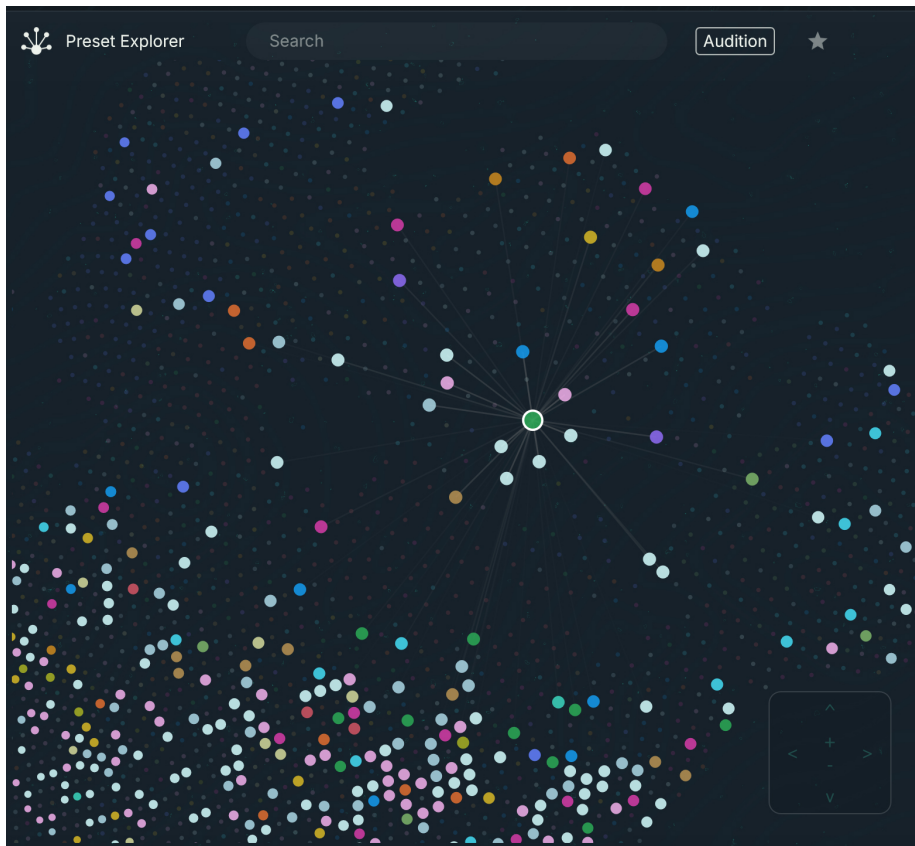 Preset Explorer
Search
Audition
^
+
< >
-
v